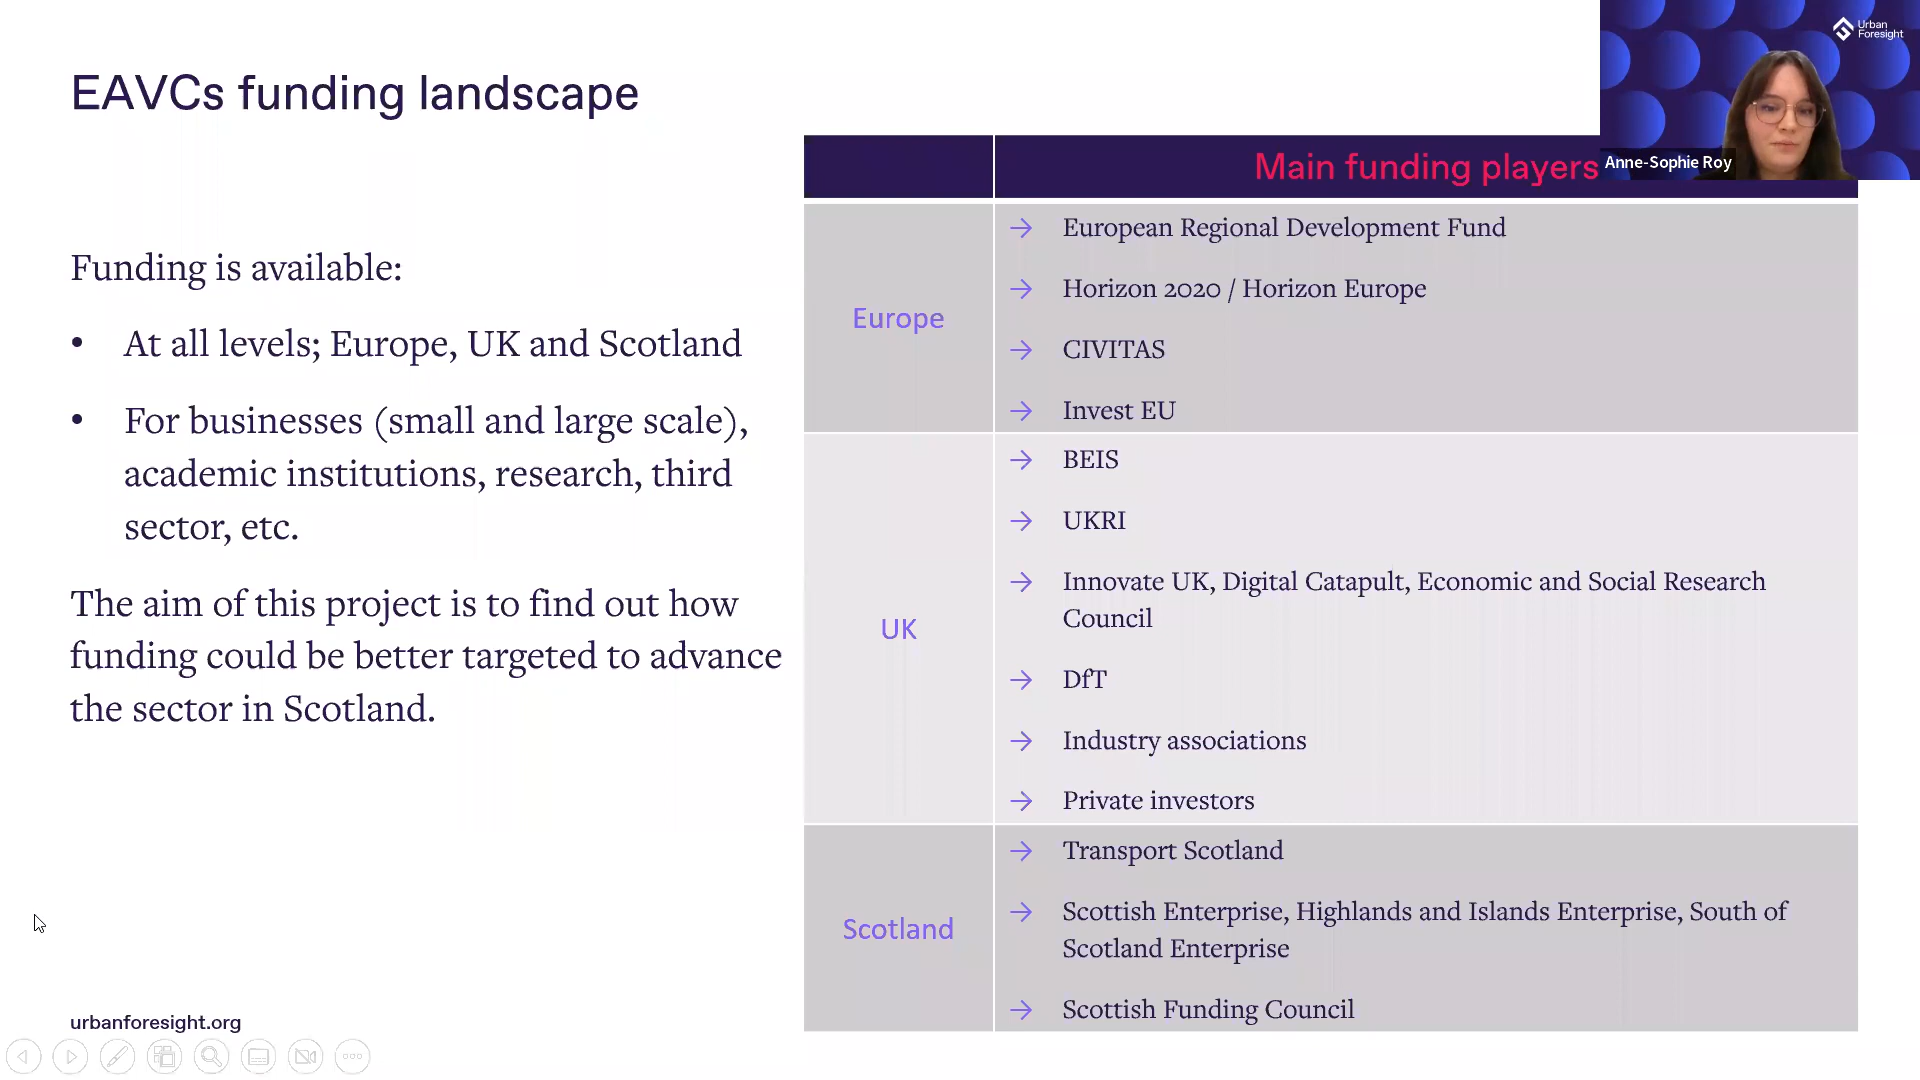 Urban
Foresight
EAVCs funding landscape
Main funding players
Anne-Sophie Roy
Funding is available:
• At all levels; Europe, UK and Scotland
• For businesses (small and large scale),
academic institutions, research, third
sector, etc.
The aim of this project is to find out how
funding could be better targeted to advance
the sector in Scotland.
Europe
→ European Regional Development Fund
→ Horizon 2020 / Horizon Europe
→ CIVITAS
→ Invest EU
UK
→ BEIS
→ UKRI
→ Innovate UK, Digital Catapult, Economic and Social Research
Council
→ DfT
→ Industry associations
→ Private investors
Scotland
→ Transport Scotland
→ Scottish Enterprise, Highlands and Islands Enterprise, South of
Scotland Enterprise
→ Scottish Funding Council
urbanforesight.org